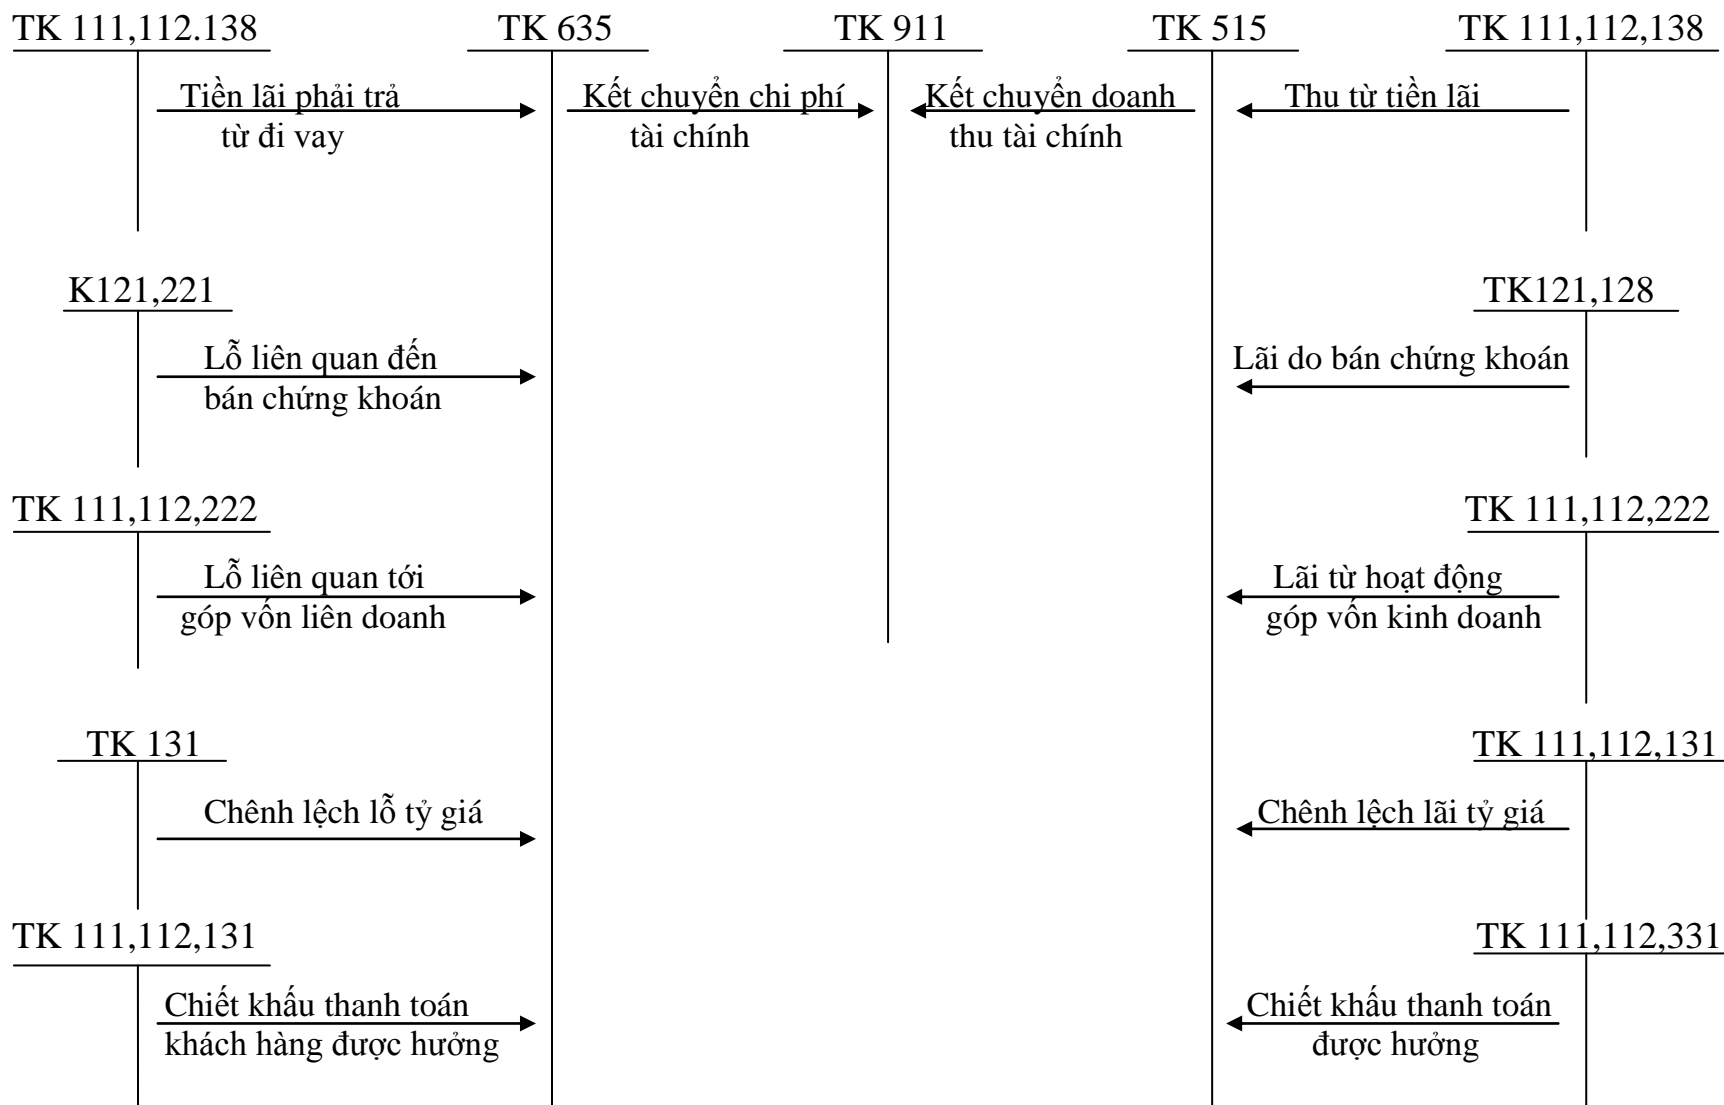 TK 111,112.138
TK 635
TK 911
TK 515
TK 111,112,138
Tiền lãi phải trả
từ đi vay
Kết chuyển chi phí
tài chính
Kết chuyển doanh
thu tài chính
Thu từ tiền lãi
K121,221
TK121,128
Lỗ liên quan đến
bán chứng khoán
Lãi do bán chứng khoán
TK 111,112,222
TK 111,112,222
Lỗ liên quan tới
góp vốn liên doanh
Lãi từ hoạt động
góp vốn kinh doanh
TK 131
TK 111,112,131
Chênh lệch lỗ tỷ giá
Chênh lệch lãi tỷ giá
TK 111,112,131
TK 111,112,331
Chiết khấu thanh toán
khách hàng được hưởng
Chiết khấu thanh toán
được hưởng